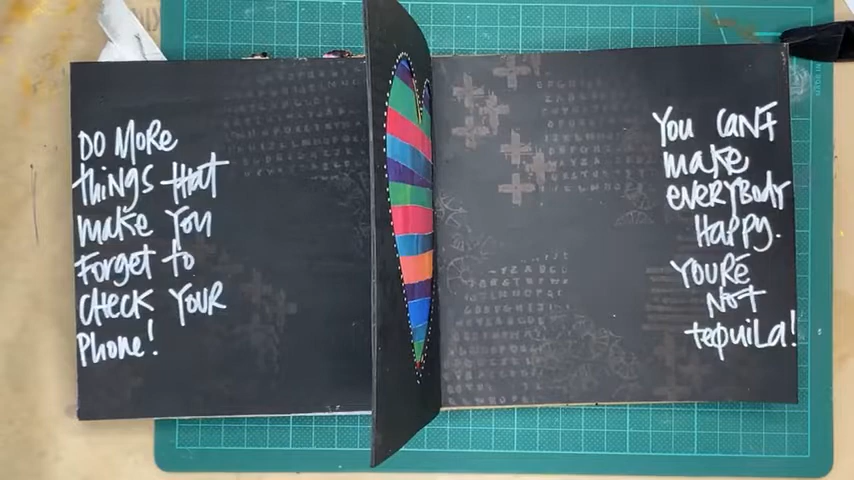 DO MORE
things that
make You
Forget to
CHECK YOUR
Phone!
You CAN't
make
EVERYBODY
HAPPY.
YOU'RE
Not
tequila!